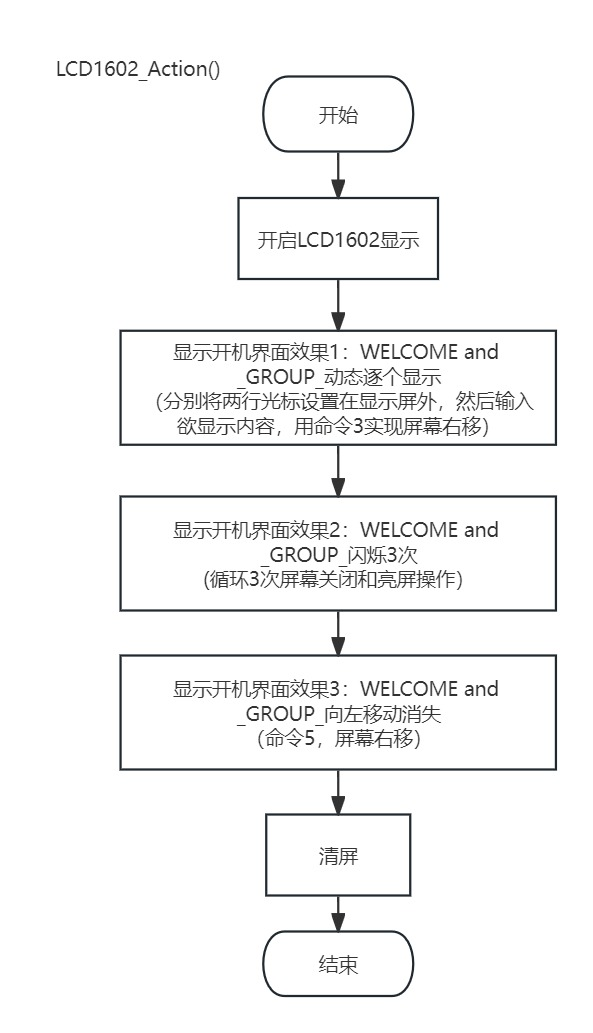 LCD1602_Action()
开始
开启LCD1602显示
显示开机界面效果1：WELCOME and
_GROUP_动态逐个显示
（分别将两行光标设置在显示屏外，然后输入
欲显示内容，用命令3实现屏幕右移）
显示开机界面效果2：WELCOME and
_GROUP_闪烁3次
（循环3次屏幕关闭和亮屏操作）
显示开机界面效果3：WELCOME and
_GROUP_向左移动消失
（命令5，屏幕右移）
清屏
结束